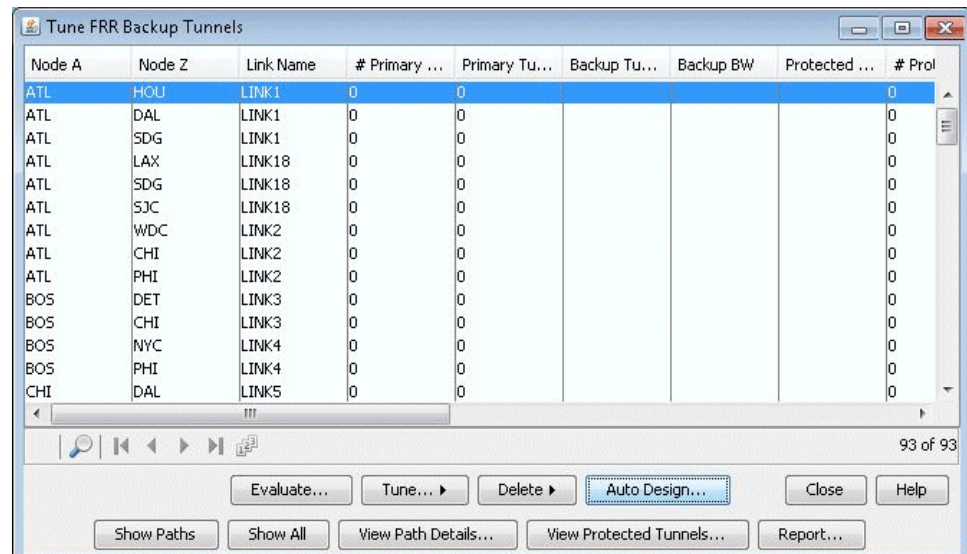 Tune FRR Backup Tunnels
Node A Node Z Link Name # Primary ... Primary Tu... Backup Tu... Backup BW Protected ... # Prot
ATL HOU LINK1 0 0 0
ATL DAL LINK1 0 0 0
ATL SDG LINK1 0 0 0
ATL LAX LINK18 0 0 0
ATL SDG LINK18 0 0 0
ATL SJC LINK18 0 0 0
ATL WDC LINK2 0 0 0
ATL CHI LINK2 0 0 0
ATL PHI LINK2 0 0 0
BOS DET LINK3 0 0 0
BOS CHI LINK3 0 0 0
BOS NYC LINK4 0 0 0
BOS PHI LINK4 0 0 0
CHI DAL LINK5 0 0 0
93 of 93
Evaluate... Tune... Delete Auto Design... Close Help
Show Paths Show All View Path Details... View Protected Tunnels... Report...